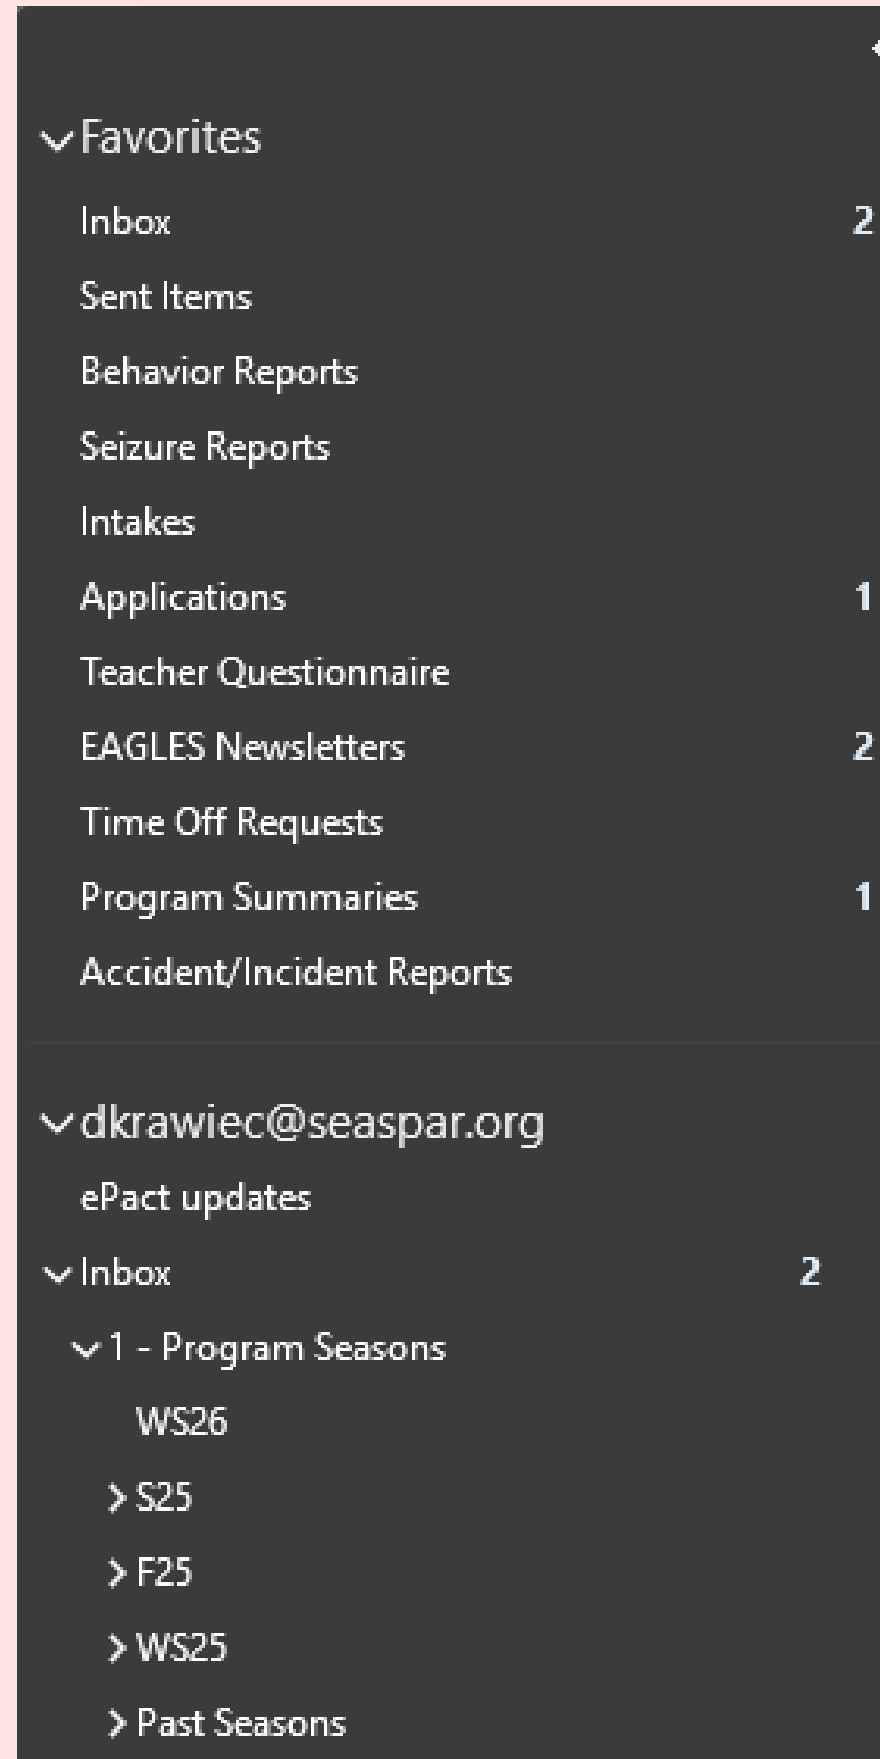 Favorites
Inbox 2
Sent Items
Behavior Reports
Seizure Reports
Intakes
Applications 1
Teacher Questionnaire
EAGLES Newsletters 2
Time Off Requests
Program Summaries 1
Accident/Incident Reports
dkrawiec@seaspar.org
ePact updates
Inbox 2
1 - Program Seasons
WS26
S25
F25
WS25
Past Seasons